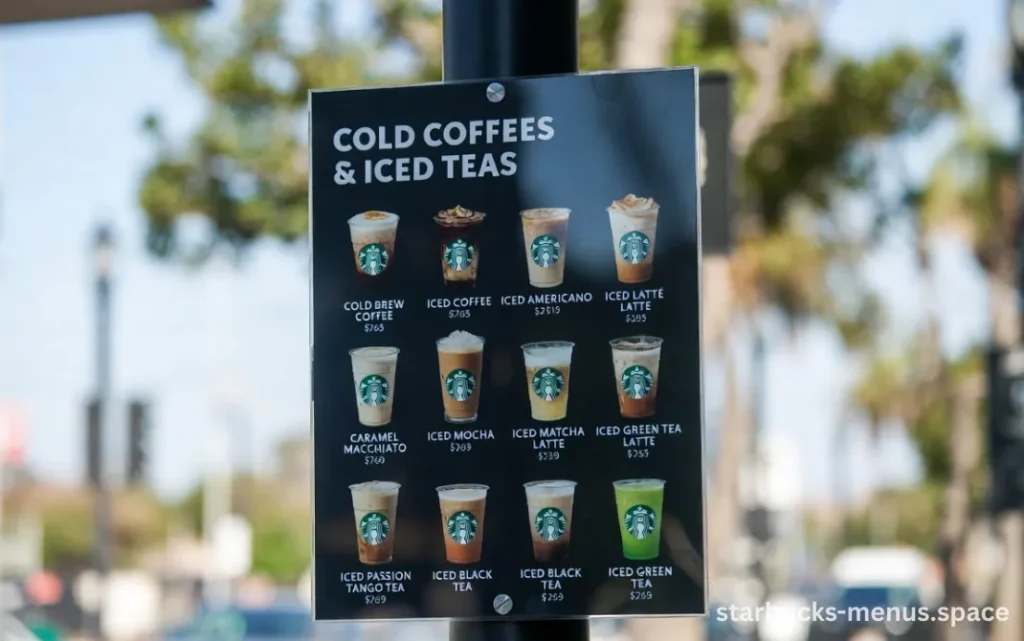 COLD COFFEES
& ICED TEAS
COLD BREW
COFFEE
ICED COFFEE
ICED AMERICANO
ICED LATTÉ
LATTE
CARAMEL
MACCHIATO
ICED MOCHA
ICED MATCHA
LATTE
ICED GREEN TEA
LATTE
ICED PASSION
TANGO TEA
ICED BLACK
TEA
ICED BLACK
TEA
ICED GREEN
TEA
starbucks-menus.space